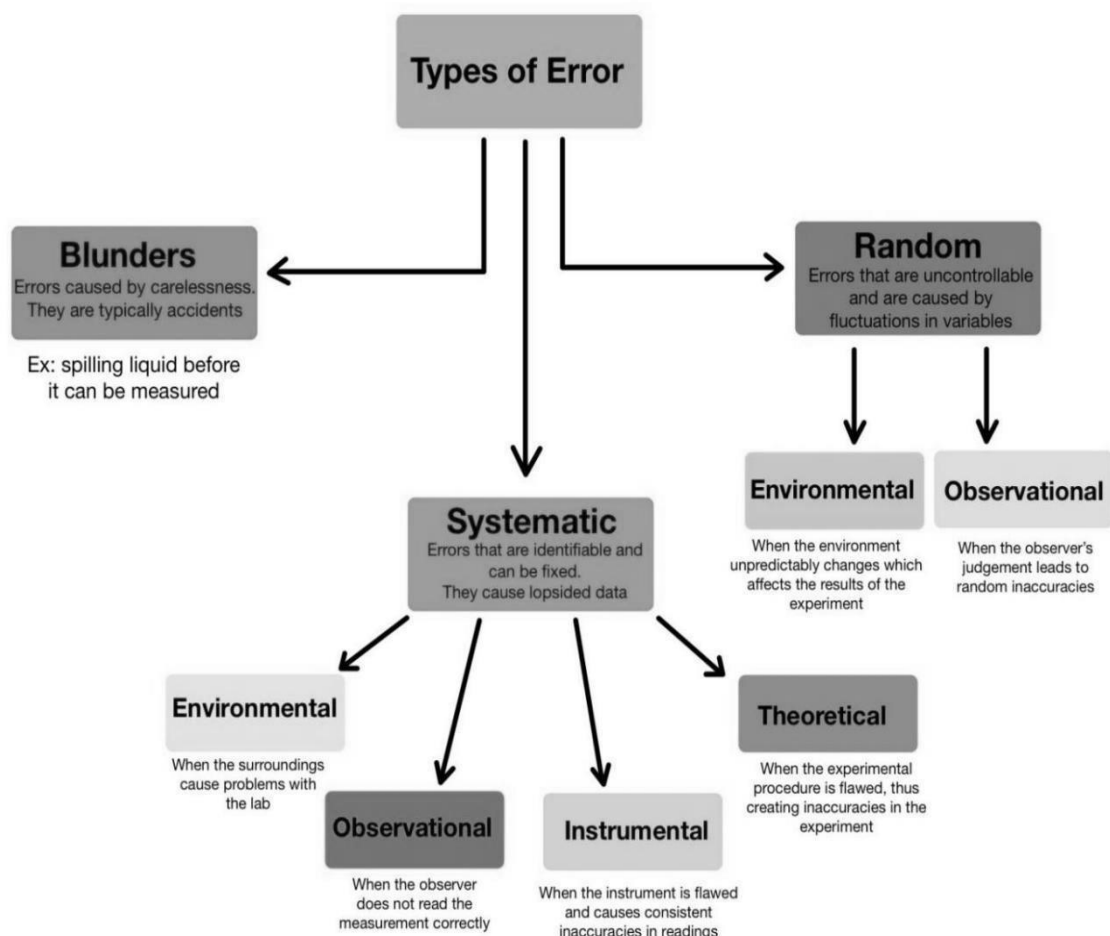 Types of Error
Blunders
Errors caused by carelessness.
They are typically accidents
Ex: spilling liquid before
it can be measured
Random
Errors that are uncontrollable
and are caused by
fluctuations in variables
Environmental
When the environment
unpredictably changes which
affects the results of the
experiment
Observational
When the observer's
judgement leads to
random inaccuracies
Systematic
Errors that are identifiable and
can be fixed.
They cause lopsided data
Environmental
When the surroundings
cause problems with
the lab
Observational
When the observer
does not read the
measurement correctly
Instrumental
When the instrument is flawed
and causes consistent
inaccuracies in readings
Theoretical
When the experimental
procedure is flawed, thus
creating inaccuracies in the
experiment